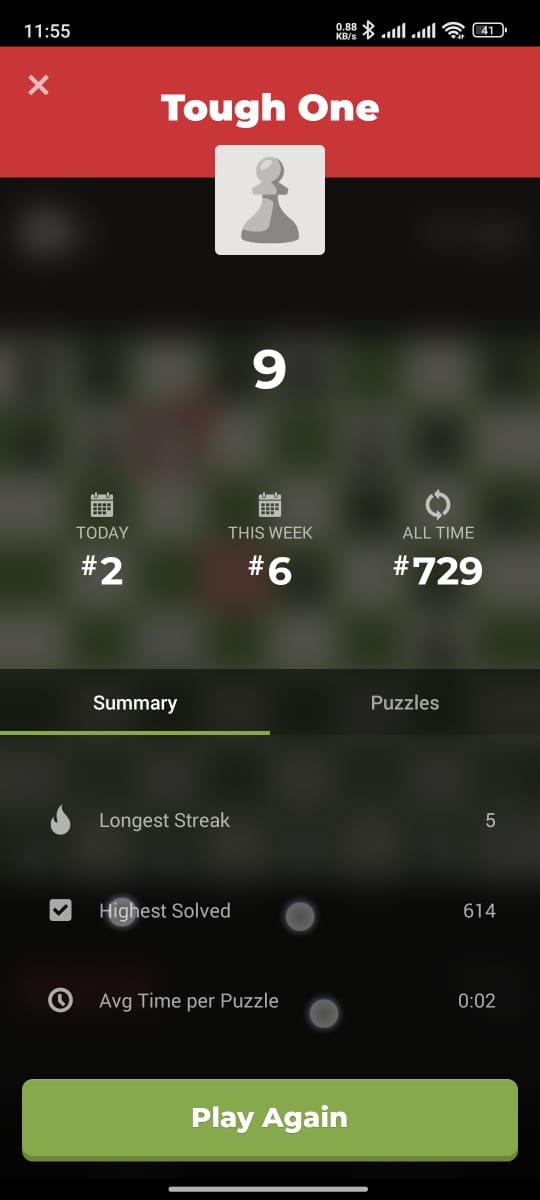 11:55
0.88
KB/s
41
Tough One
9
TODAY
THIS WEEK
ALL TIME
#2
#6
#729
Summary
Puzzles
Longest Streak 5
Highest Solved 614
Avg Time per Puzzle 0:02
Play Again